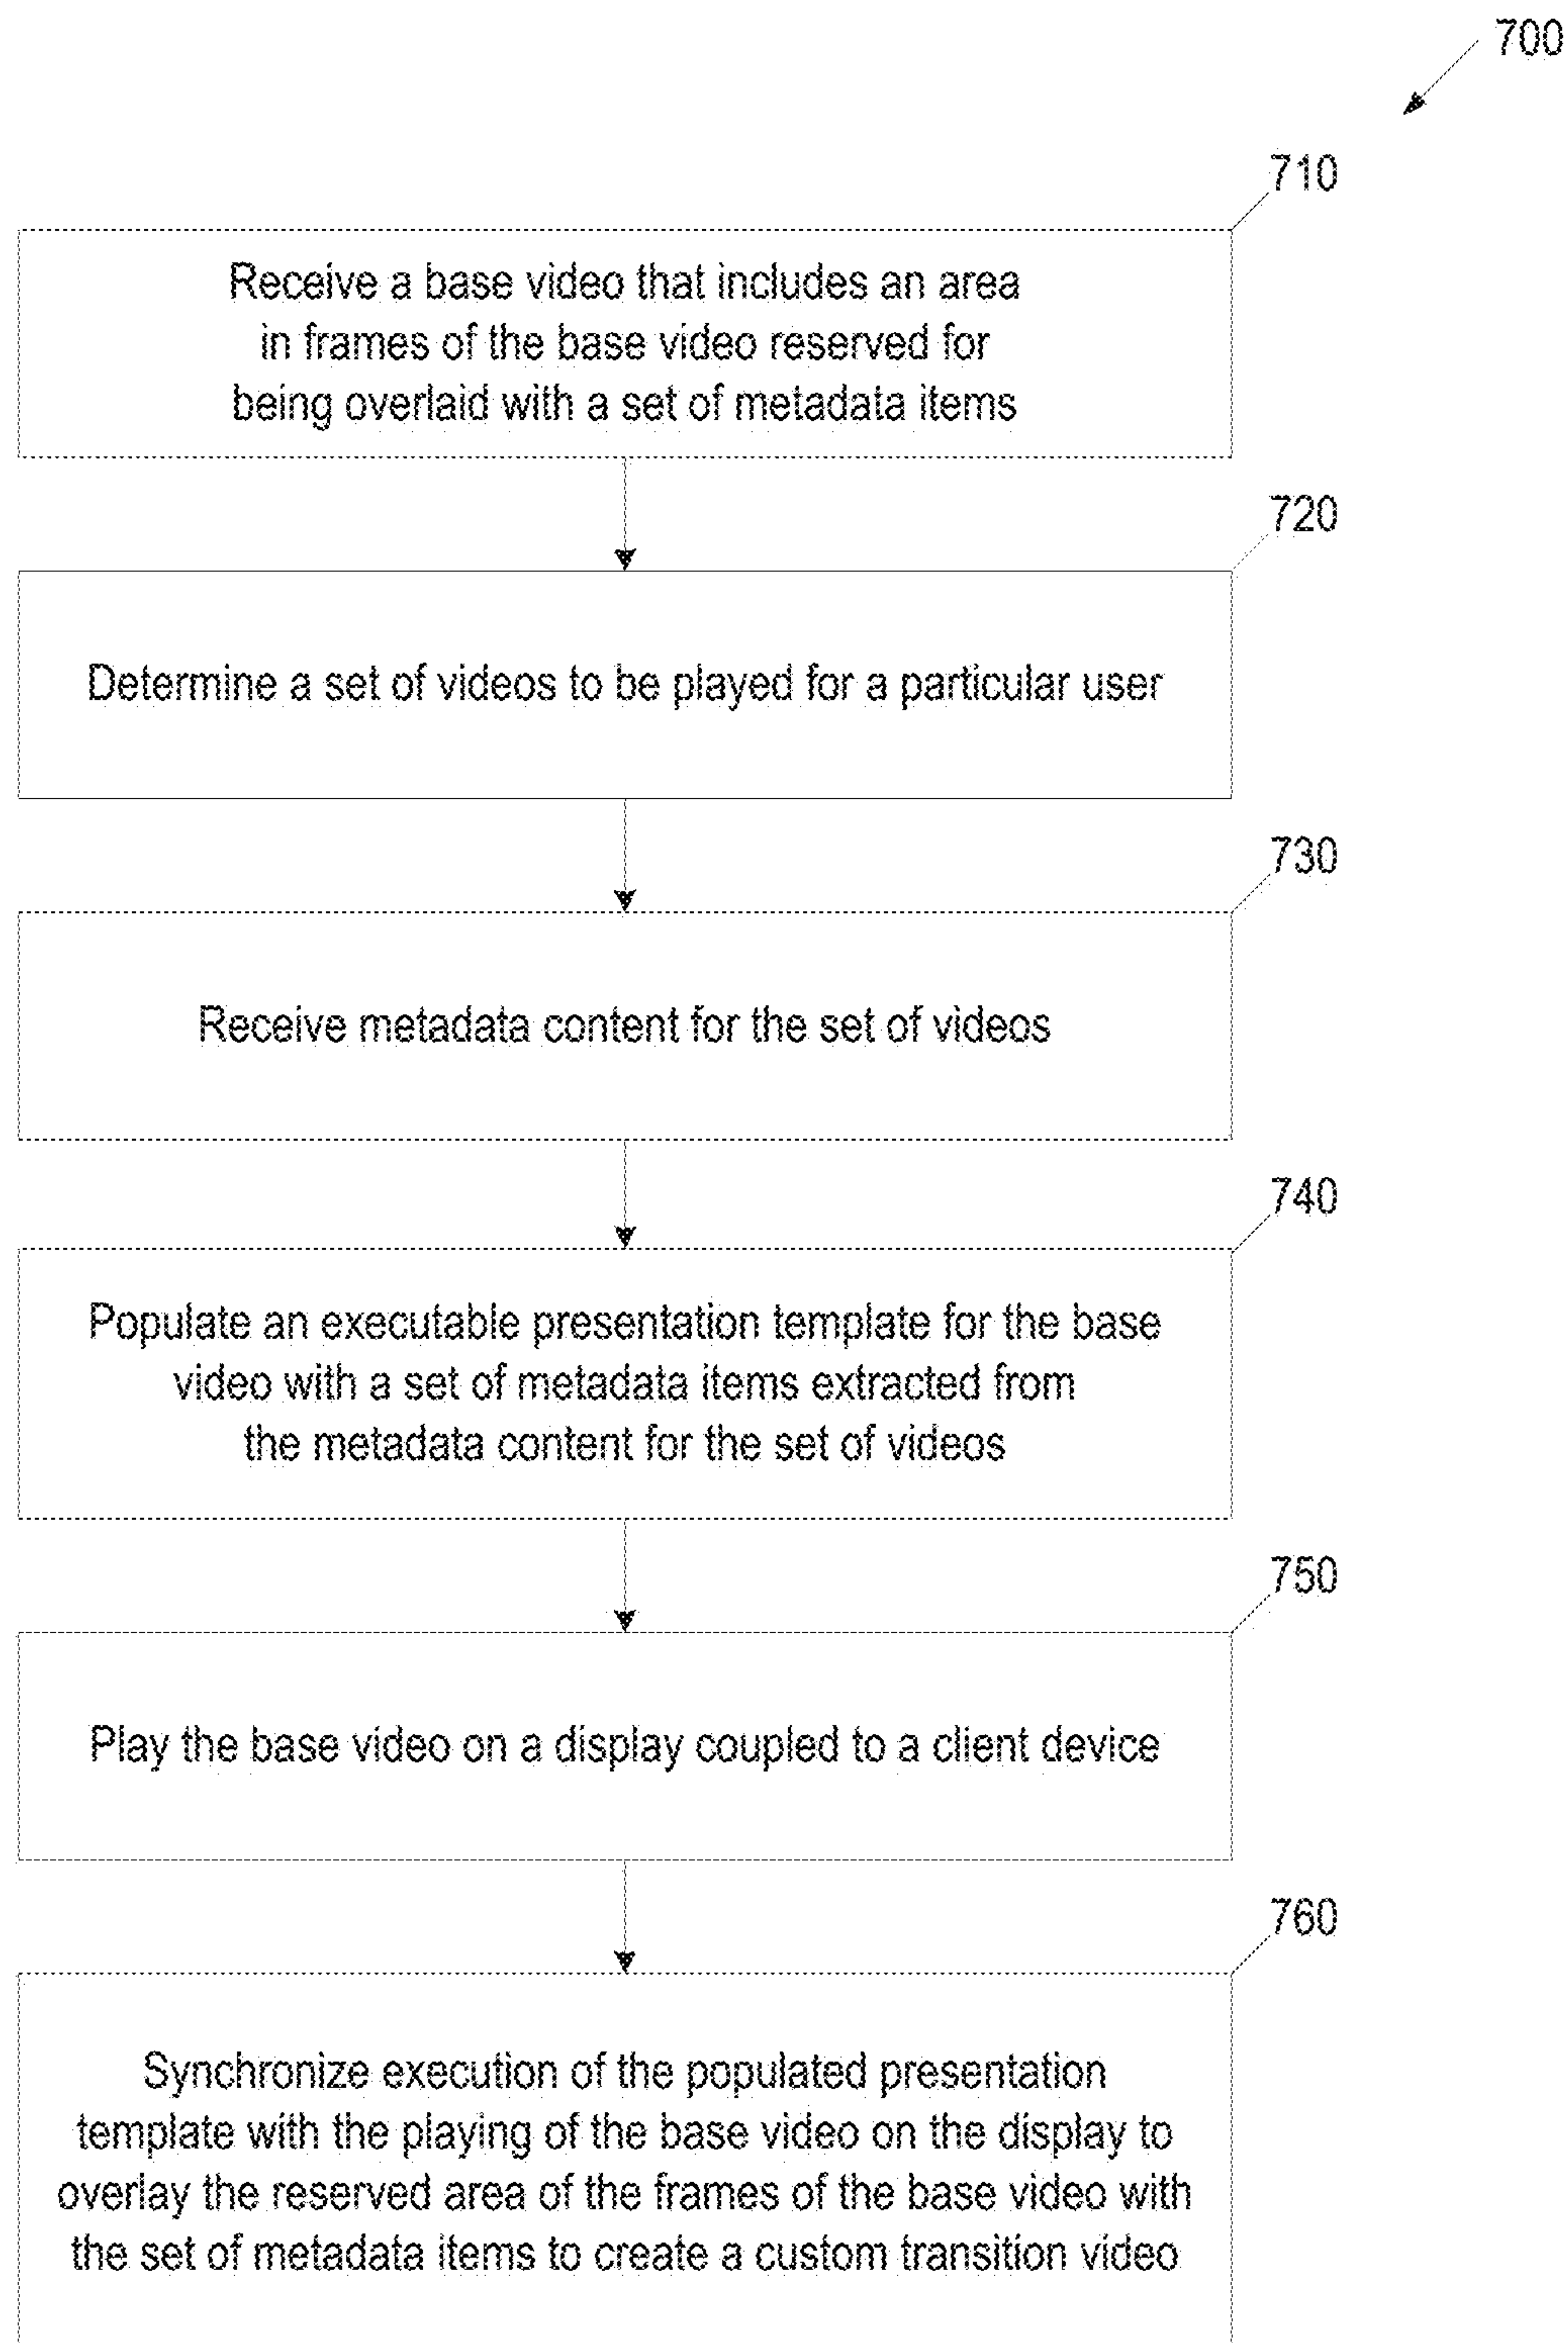 700
710
Receive a base video that includes an area
in frames of the base video reserved for
being overlaid with a set of metadata items
720
Determine a set of videos to be played for a particular user
730
Receive metadata content for the set of videos
740
Populate an executable presentation template for the base
video with a set of metadata items extracted from
the metadata content for the set of videos
750
Play the base video on a display coupled to a client device
760
Synchronize execution of the populated presentation
template with the playing of the base video on the display to
overlay the reserved area of the frames of the base video with
the set of metadata items to create a custom transition video